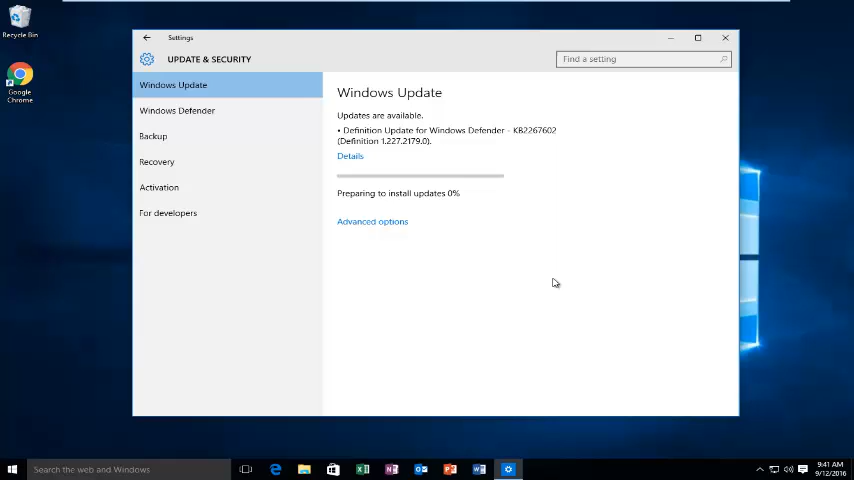 Recycle Bin
Google
Chrome
Settings
UPDATE & SECURITY
Find a setting
Windows Update
Windows Defender
Backup
Recovery
Activation
For developers
Windows Update
Updates are available.
• Definition Update for Windows Defender - KB2267602
(Definition 1.227.2179.0).
Details
Preparing to install updates 0%
Advanced options
Search the web and Windows
9:41 AM
9/12/2016